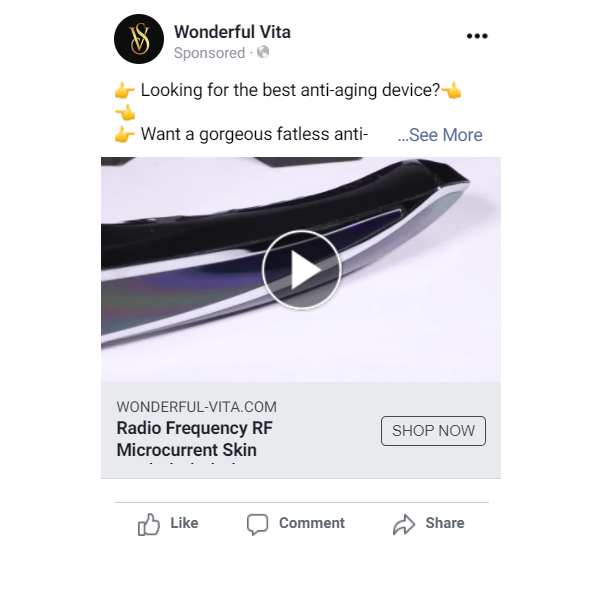 Wonderful Vita
Sponsored ·
👉 Looking for the best anti-aging device?👈
👈
👉 Want a gorgeous fatless anti-
...See More
WONDERFUL-VITA.COM
Radio Frequency RF
Microcurrent Skin
SHOP NOW
Like
Comment
Share